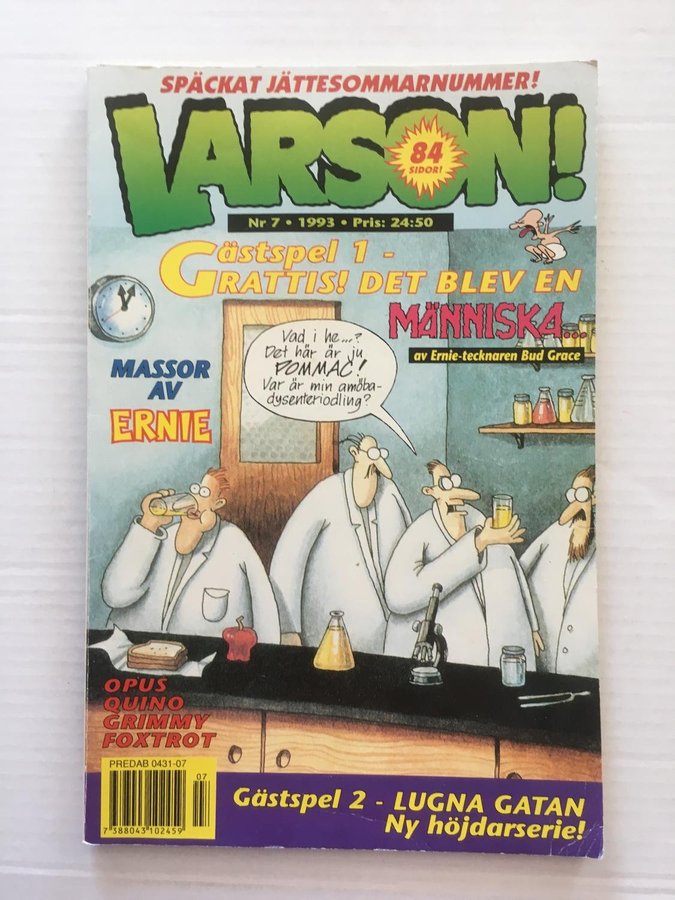 SPÄCKAT JÄTTESOMMARNUMMER!
LARSON!
84
SIDOR!
Nr 7 • 1993 • Pris: 24:50
Gästspel 1 -
GRATTIS! DET BLEV EN
MÄNNISKA...
av Ernie-tecknaren Bud Grace
MASSOR
AV
ERNIE
Vad i he...?
Det här är ju
POMMAC!
Var är min amöba-
dysenteriodling?
OPUS
QUINO
GRIMMY
FOXTROT
PREDAB 0431-07
07
7 388043 102459
Gästspel 2 - LUGNA GATAN
Ny höjdarserie!